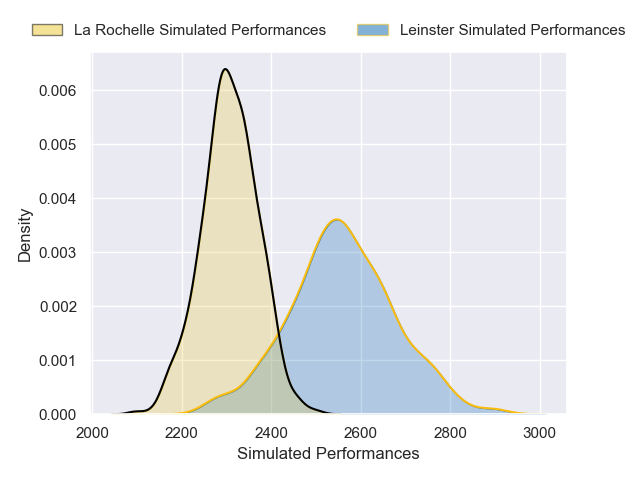 La Rochelle Simulated Performances
Leinster Simulated Performances
0.006
0.005
0.004
0.003
0.002
0.001
0.000
Density
2000 2200 2400 2600 2800 3000
Simulated Performances